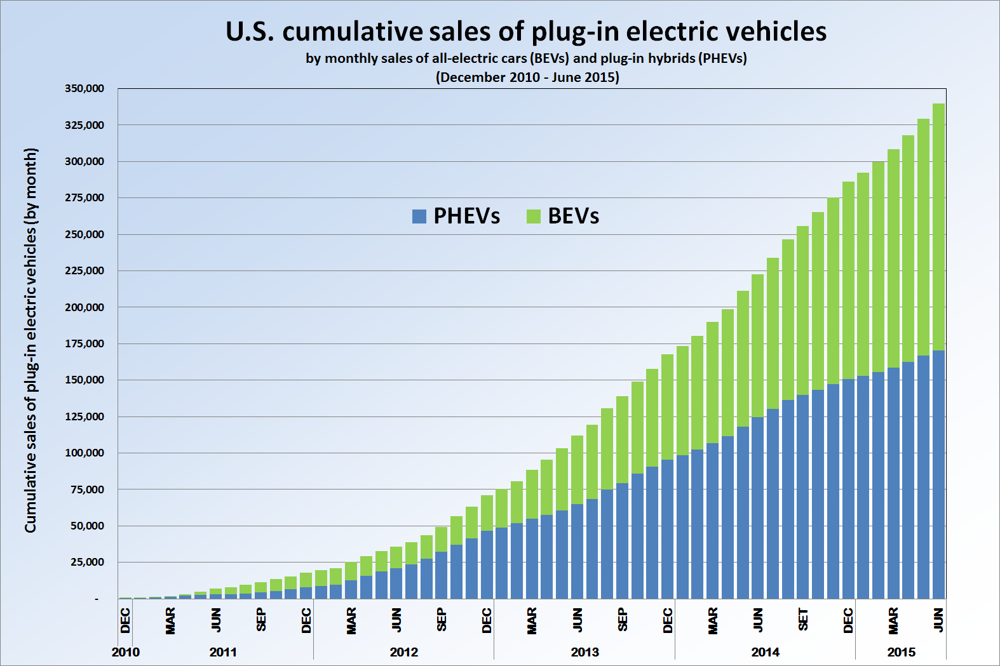 U.S. cumulative sales of plug-in electric vehicles
by monthly sales of all-electric cars (BEVs) and plug-in hybrids (PHEVs)
(December 2010 - June 2015)
Cumulative sales of plug-in electric vehicles (by month)
350,000
325,000
300,000
275,000
250,000
225,000
200,000
175,000
150,000
125,000
100,000
75,000
50,000
25,000
-
PHEVs BEVs
DEC MAR JUN SEP DEC MAR JUN SEP DEC MAR JUN SEP DEC MAR JUN SET DEC MAR JUN
2010 2011 2012 2013 2014 2015